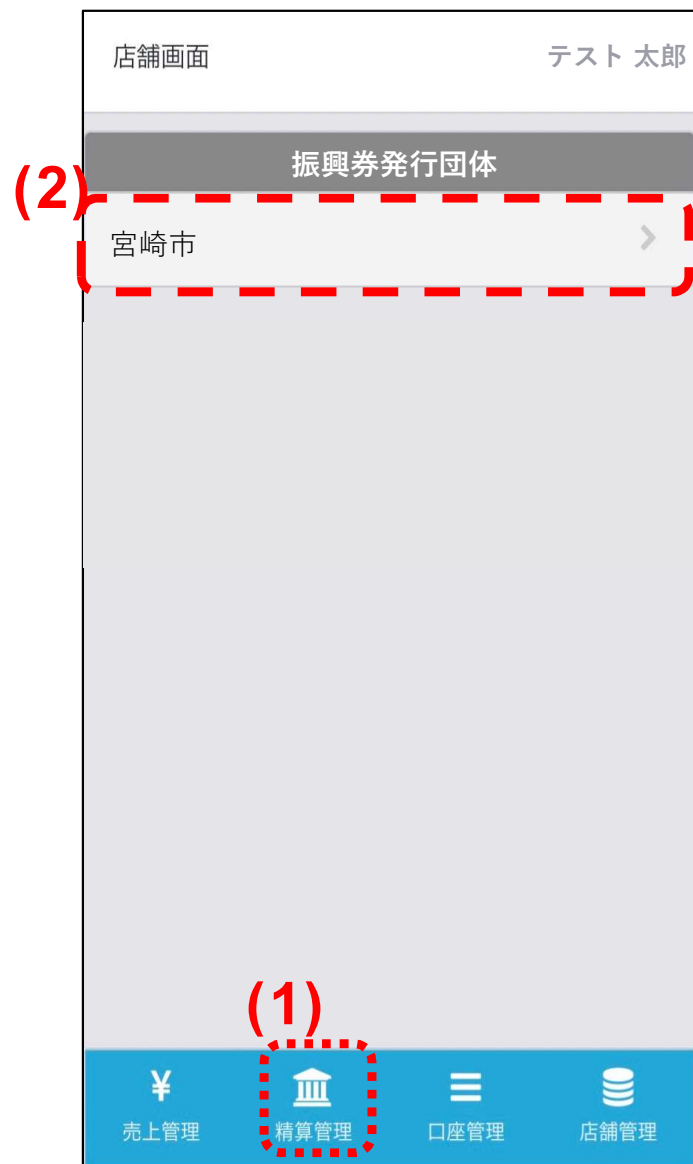 店舗画面 テスト 太郎
振興券発行団体
(2)
宮崎市
(1)
¥
売上管理 精算管理 口座管理 店舗管理